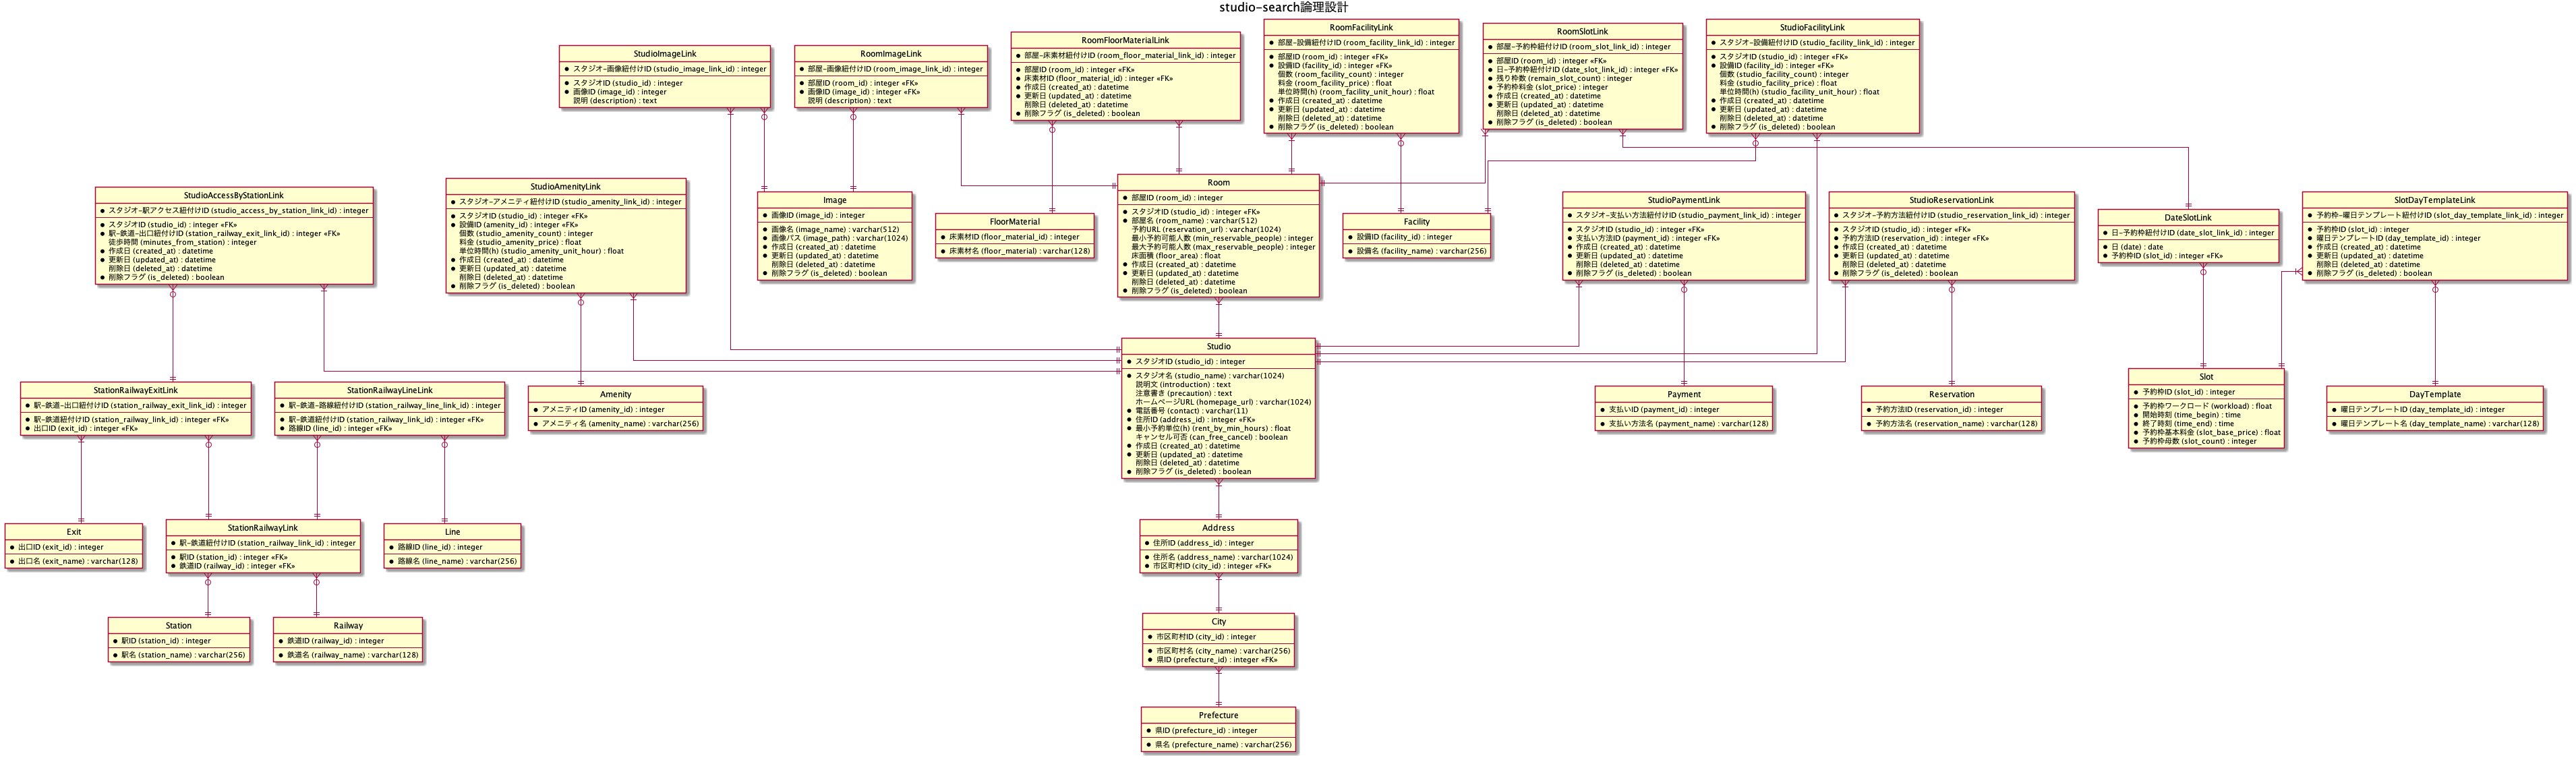 studio-search論理設計
StudioImageLink
スタジオ-画像紐付けID (studio_image_link_id) : integer
スタジオID (studio_id) : integer
画像ID (image_id) : integer
説明 (description) : text
RoomImageLink
部屋-画像紐付けID (room_image_link_id) : integer
部屋ID (room_id) : integer «FK»
画像ID (image_id) : integer «FK»
説明 (description) : text
RoomFloorMaterialLink
部屋-床素材紐付けID (room_floor_material_link_id) : integer
部屋ID (room_id) : integer «FK»
床素材ID (floor_material_id) : integer «FK»
作成日 (created_at) : datetime
更新日 (updated_at) : datetime
削除日 (deleted_at) : datetime
削除フラグ (is_deleted) : boolean
RoomFacilityLink
部屋-設備紐付けID (room_facility_link_id) : integer
部屋ID (room_id) : integer «FK»
設備ID (facility_id) : integer «FK»
個数 (room_facility_count) : integer
料金 (room_facility_price) : float
単位時間(h) (room_facility_unit_hour) : float
作成日 (created_at) : datetime
更新日 (updated_at) : datetime
削除日 (deleted_at) : datetime
削除フラグ (is_deleted) : boolean
RoomSlotLink
部屋-予約枠紐付けID (room_slot_link_id) : integer
部屋ID (room_id) : integer «FK»
日-予約枠紐付けID (date_slot_link_id) : integer «FK»
残り枠数 (remain_slot_count) : integer
予約枠料金 (slot_price) : integer
作成日 (created_at) : datetime
更新日 (updated_at) : datetime
削除日 (deleted_at) : datetime
削除フラグ (is_deleted) : boolean
StudioFacilityLink
スタジオ-設備紐付けID (studio_facility_link_id) : integer
スタジオID (studio_id) : integer «FK»
設備ID (facility_id) : integer «FK»
個数 (studio_facility_count) : integer
料金 (studio_facility_price) : float
単位時間(h) (studio_facility_unit_hour) : float
作成日 (created_at) : datetime
更新日 (updated_at) : datetime
削除日 (deleted_at) : datetime
削除フラグ (is_deleted) : boolean
StudioAccessByStationLink
スタジオ-駅アクセス紐付けID (studio_access_by_station_link_id) : integer
スタジオID (studio_id) : integer «FK»
駅-鉄道-出口紐付けID (station_railway_exit_link_id) : integer «FK»
徒歩時間 (minutes_from_station) : integer
作成日 (created_at) : datetime
更新日 (updated_at) : datetime
削除日 (deleted_at) : datetime
削除フラグ (is_deleted) : boolean
StudioAmenityLink
スタジオ-アメニティ紐付けID (studio_amenity_link_id) : integer
スタジオID (studio_id) : integer «FK»
設備ID (amenity_id) : integer «FK»
個数 (studio_amenity_count) : integer
料金 (studio_amenity_price) : float
単位時間(h) (studio_amenity_unit_hour) : float
作成日 (created_at) : datetime
更新日 (updated_at) : datetime
削除日 (deleted_at) : datetime
削除フラグ (is_deleted) : boolean
Image
画像ID (image_id) : integer
画像名 (image_name) : varchar(512)
画像パス (image_path) : varchar(1024)
作成日 (created_at) : datetime
更新日 (updated_at) : datetime
削除日 (deleted_at) : datetime
削除フラグ (is_deleted) : boolean
FloorMaterial
床素材ID (floor_material_id) : integer
床素材名 (floor_material) : varchar(128)
Room
部屋ID (room_id) : integer
スタジオID (studio_id) : integer «FK»
部屋名 (room_name) : varchar(512)
予約URL (reservation_url) : varchar(1024)
最小予約可能人数 (min_reservable_people) : integer
最大予約可能人数 (max_reservable_people) : integer
床面積 (floor_area) : float
作成日 (created_at) : datetime
更新日 (updated_at) : datetime
削除日 (deleted_at) : datetime
削除フラグ (is_deleted) : boolean
Facility
設備ID (facility_id) : integer
設備名 (facility_name) : varchar(256)
StudioPaymentLink
スタジオ-支払い方法紐付けID (studio_payment_link_id) : integer
スタジオID (studio_id) : integer «FK»
支払い方法ID (payment_id) : integer «FK»
作成日 (created_at) : datetime
更新日 (updated_at) : datetime
削除日 (deleted_at) : datetime
削除フラグ (is_deleted) : boolean
StudioReservationLink
スタジオ-予約方法紐付けID (studio_reservation_link_id) : integer
スタジオID (studio_id) : integer «FK»
予約方法ID (reservation_id) : integer «FK»
作成日 (created_at) : datetime
更新日 (updated_at) : datetime
削除日 (deleted_at) : datetime
削除フラグ (is_deleted) : boolean
DateSlotLink
日-予約枠紐付けID (date_slot_link_id) : integer
日 (date) : date
予約枠ID (slot_id) : integer «FK»
SlotDayTemplateLink
予約枠-曜日テンプレート紐付けID (slot_day_template_link_id) : integer
予約枠ID (slot_id) : integer
曜日テンプレートID (day_template_id) : integer
作成日 (created_at) : datetime
更新日 (updated_at) : datetime
削除日 (deleted_at) : datetime
削除フラグ (is_deleted) : boolean
StationRailwayExitLink
駅-鉄道-出口紐付けID (station_railway_exit_link_id) : integer
駅-鉄道紐付けID (station_railway_link_id) : integer «FK»
出口ID (exit_id) : integer «FK»
StationRailwayLineLink
駅-鉄道-路線紐付けID (station_railway_line_link_id) : integer
駅-鉄道紐付けID (station_railway_link_id) : integer «FK»
路線ID (line_id) : integer «FK»
Amenity
アメニティID (amenity_id) : integer
アメニティ名 (amenity_name) : varchar(256)
Studio
スタジオID (studio_id) : integer
スタジオ名 (studio_name) : varchar(1024)
説明文 (introduction) : text
注意書き (precaution) : text
ホームページURL (homepage_url) : varchar(1024)
電話番号 (contact) : varchar(11)
住所ID (address_id) : integer «FK»
最小予約単位(h) (rent_by_min_hours) : float
キャンセル可否 (can_free_cancel) : boolean
作成日 (created_at) : datetime
更新日 (updated_at) : datetime
削除日 (deleted_at) : datetime
削除フラグ (is_deleted) : boolean
Payment
支払いID (payment_id) : integer
支払い方法名 (payment_name) : varchar(128)
Reservation
予約方法ID (reservation_id) : integer
予約方法名 (reservation_name) : varchar(128)
Slot
予約枠ID (slot_id) : integer
予約枠ワークロード (workload) : float
開始時刻 (time_begin) : time
終了時刻 (time_end) : time
予約枠基本料金 (slot_base_price) : float
予約枠母数 (slot_count) : integer
DayTemplate
曜日テンプレートID (day_template_id) : integer
曜日テンプレート名 (day_template_name) : varchar(128)
Exit
出口ID (exit_id) : integer
出口名 (exit_name) : varchar(128)
StationRailwayLink
駅-鉄道紐付けID (station_railway_link_id) : integer
駅ID (station_id) : integer «FK»
鉄道ID (railway_id) : integer «FK»
Line
路線ID (line_id) : integer
路線名 (line_name) : varchar(256)
Address
住所ID (address_id) : integer
住所名 (address_name) : varchar(1024)
市区町村ID (city_id) : integer «FK»
Station
駅ID (station_id) : integer
駅名 (station_name) : varchar(256)
Railway
鉄道ID (railway_id) : integer
鉄道名 (railway_name) : varchar(128)
City
市区町村ID (city_id) : integer
市区町村名 (city_name) : varchar(256)
県ID (prefecture_id) : integer «FK»
Prefecture
県ID (prefecture_id) : integer
県名 (prefecture_name) : varchar(256)